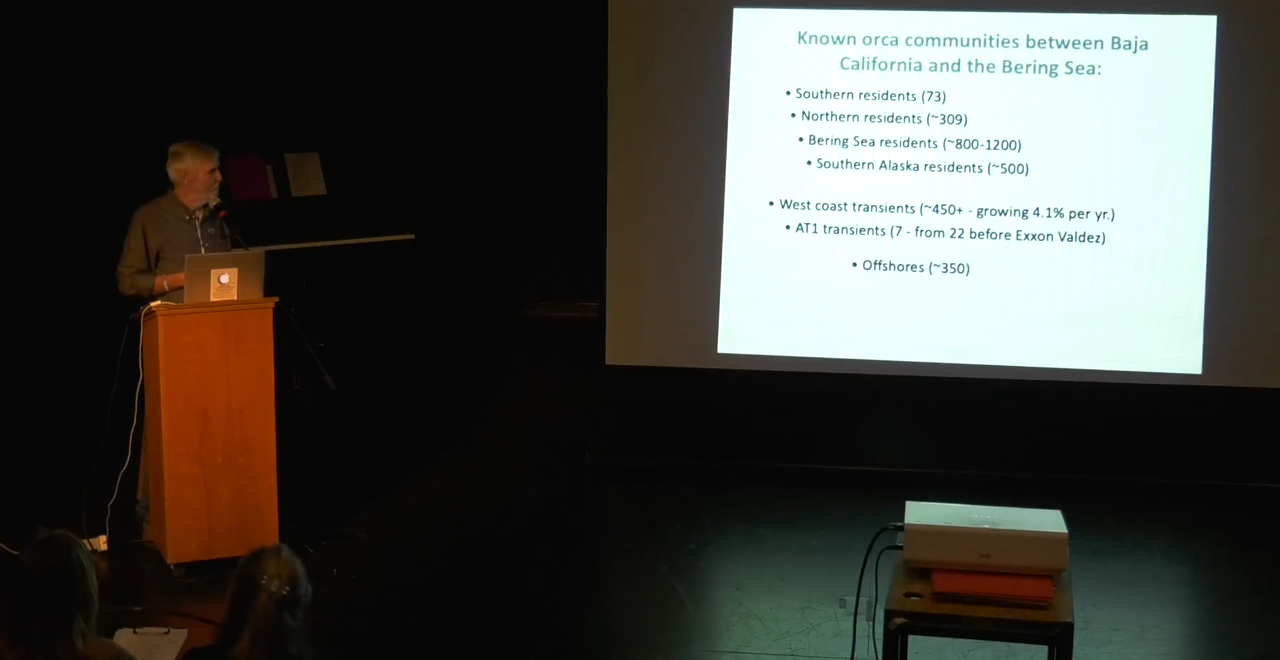 Known orca communities between Baja
California and the Bering Sea:
• Southern residents (73)
• Northern residents (~309)
• Bering Sea residents (~800-1200)
• Southern Alaska residents (~500)
• West coast transients (~450+ - growing 4.1% per yr.)
• AT1 transients (7 - from 22 before Exxon Valdez)
• Offshores (~350)